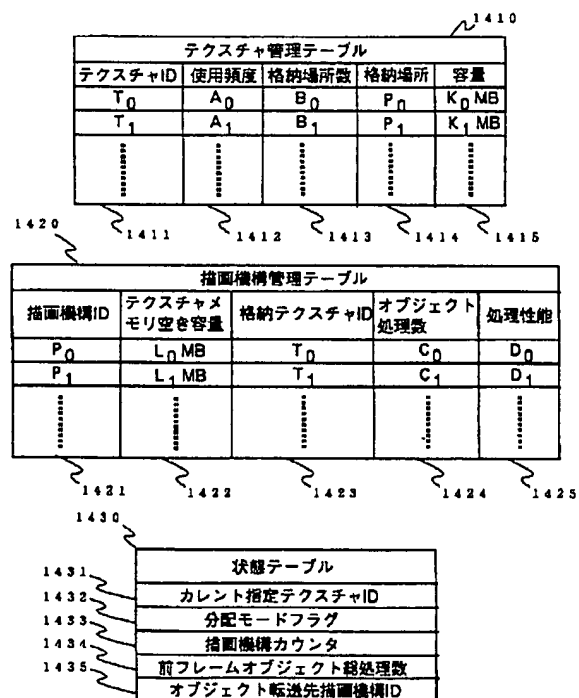 1410
テクスチャ管理テーブル
テクスチャID 使用頻度 格納場所数 格納場所 容量
T0 A0 B0 P0 K0 MB
T1 A1 B1 P1 K1 MB
1411 1412 1413 1414 1415
1420
描画機構管理テーブル
描画機構ID テクスチャメモリ空き容量 格納テクスチャID オブジェクト処理数 処理性能
P0 L0 MB T0 C0 D0
P1 L1 MB T1 C1 D1
1421 1422 1423 1424 1425
1430
状態テーブル
1431 カレント指定テクスチャID
1432 分配モードフラグ
1433 描画機構カウンタ
1434 前フレームオブジェクト総処理数
1435 オブジェクト転送先描画機構ID